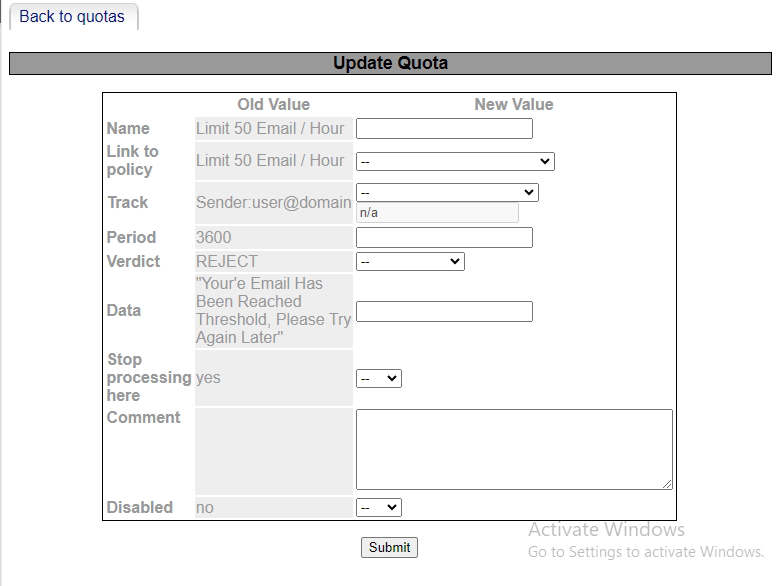 Back to quotas
Update Quota
Old Value New Value
Name Limit 50 Email / Hour
Link to policy Limit 50 Email / Hour --
Track Sender:user@domain --
n/a
Period 3600
Verdict REJECT --
Data "Your'e Email Has
Been Reached
Threshold, Please Try
Again Later"
Stop
processing yes --
here
Comment
Disabled no --
Submit
Activate Windows
Go to Settings to activate Windows.